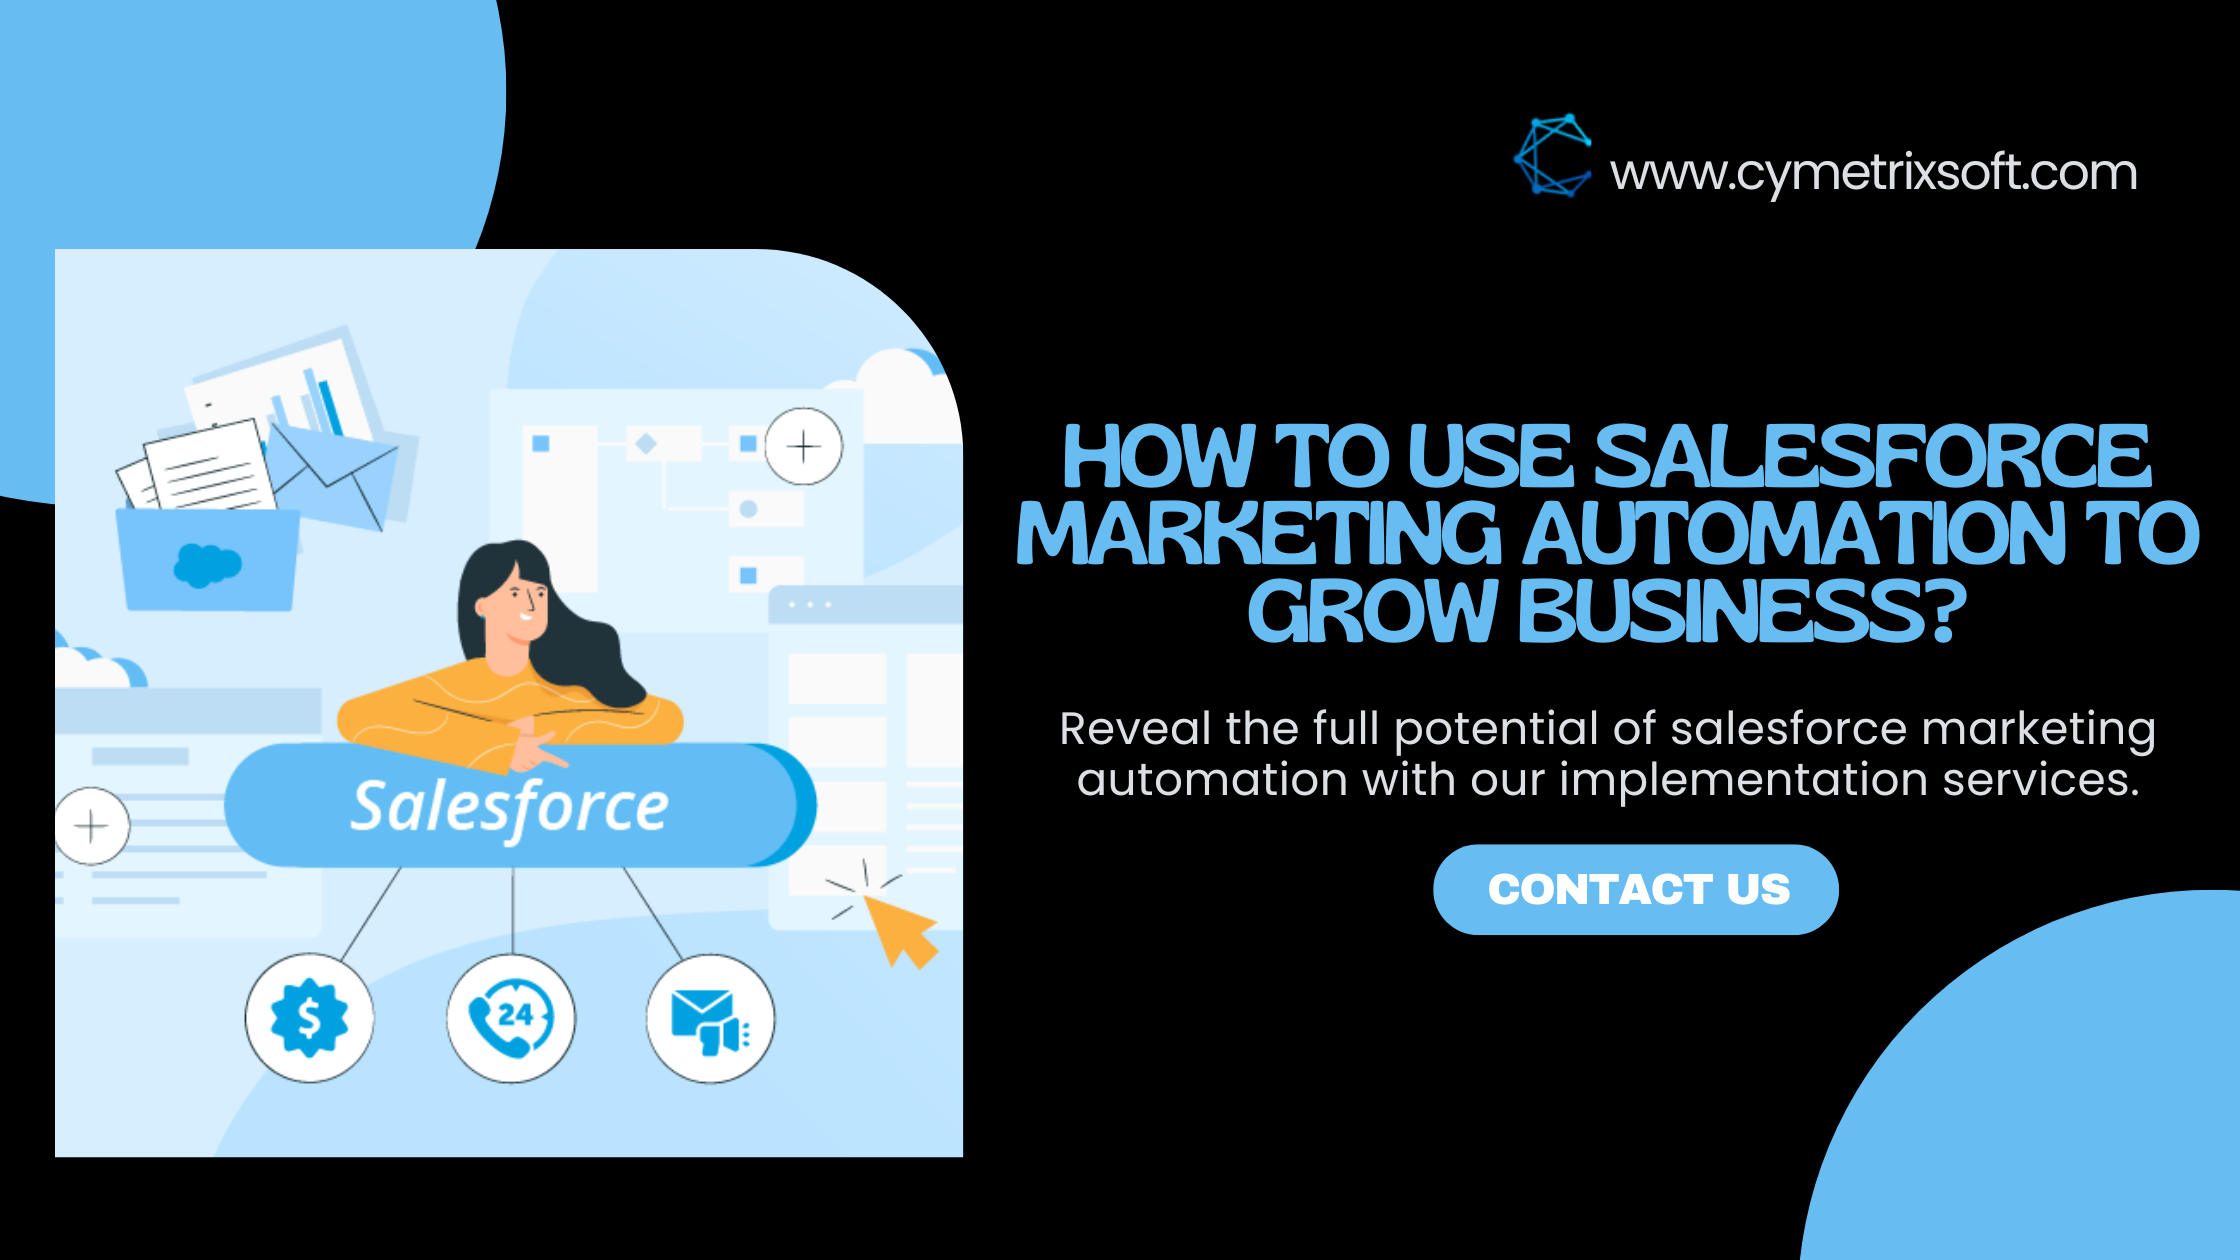 www.cymetrixsoft.com
HOW TO USE SALESFORCE
MARKETING AUTOMATION TO
GROW BUSINESS?
Reveal the full potential of salesforce marketing
automation with our implementation services.
CONTACT US
Salesforce
$
24